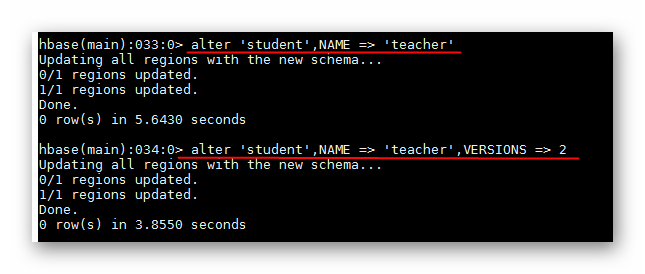 hbase(main):033:0> alter 'student',NAME => 'teacher'
Updating all regions with the new schema...
0/1 regions updated.
1/1 regions updated.
Done.
0 row(s) in 5.6430 seconds
hbase(main):034:0> alter 'student',NAME => 'teacher',VERSIONS => 2
Updating all regions with the new schema...
0/1 regions updated.
1/1 regions updated.
Done.
0 row(s) in 3.8550 seconds